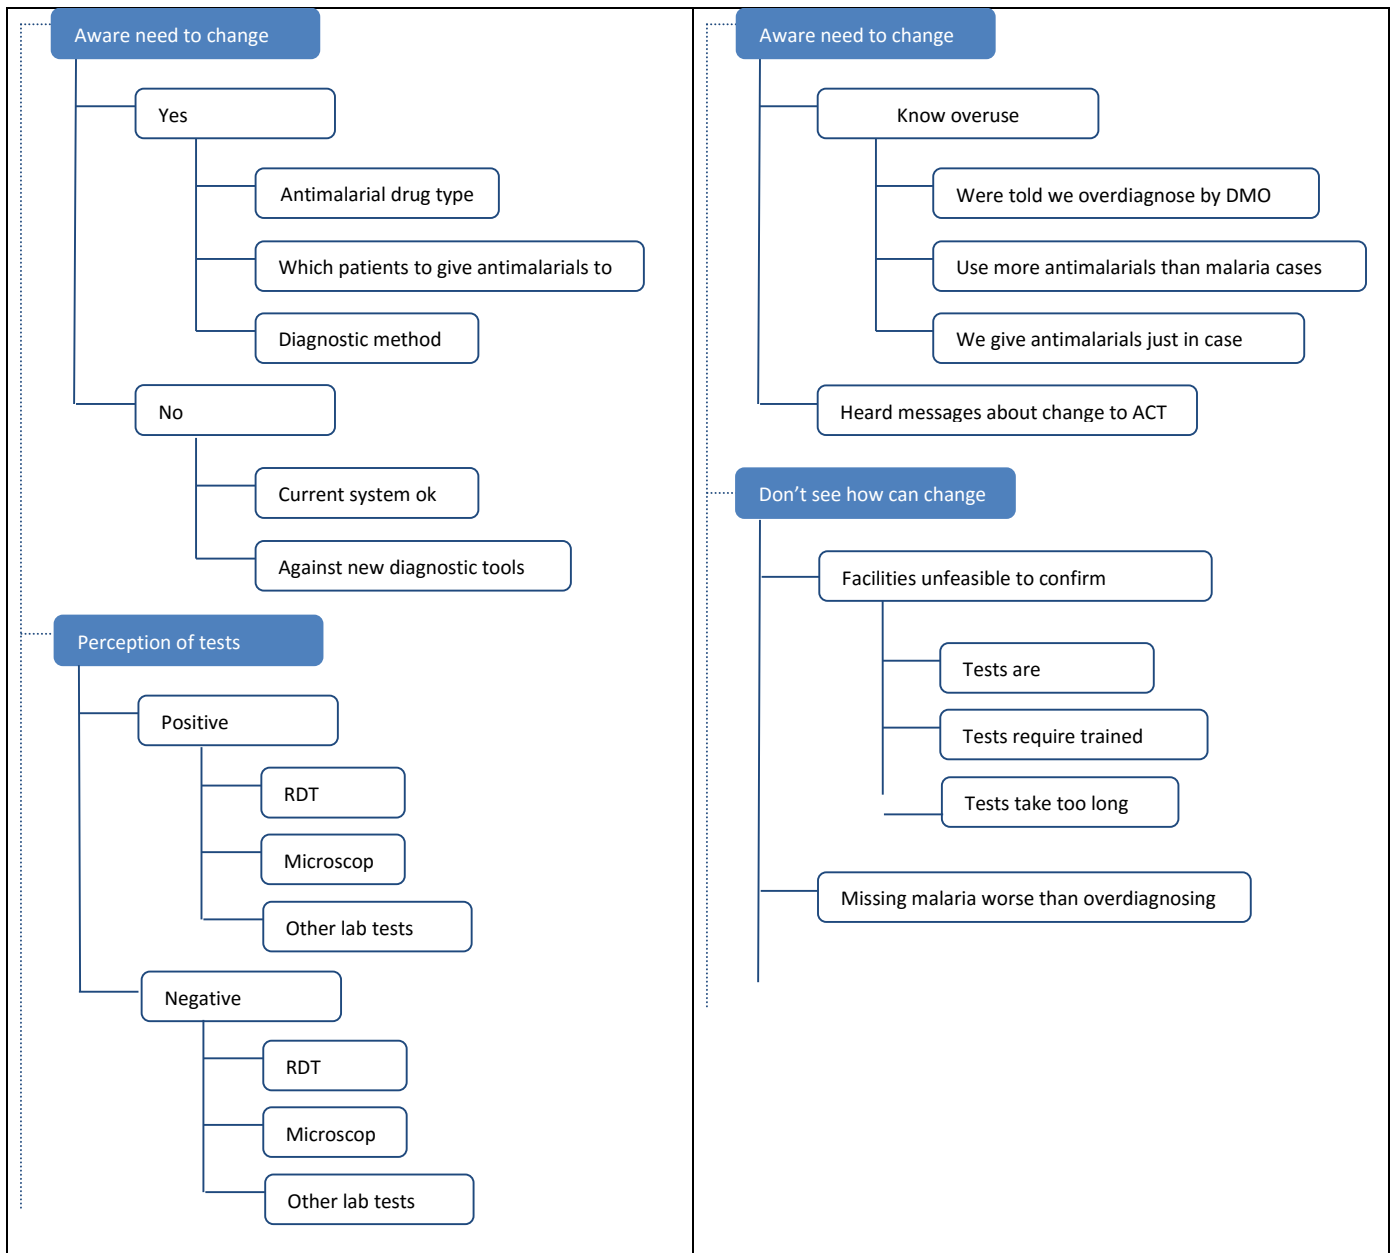 Aware need to change
Yes
Antimalarial drug type
Which patients to give antimalarials to
Diagnostic method
No
Current system ok
Against new diagnostic tools
Perception of tests
Positive
RDT
Microscop
Other lab tests
Negative
RDT
Microscop
Other lab tests
Aware need to change
Know overuse
Were told we overdiagnose by DMO
Use more antimalarials than malaria cases
We give antimalarials just in case
Heard messages about change to ACT
Don’t see how can change
Facilities unfeasible to confirm
Tests are
Tests require trained
Tests take too long
Missing malaria worse than overdiagnosing